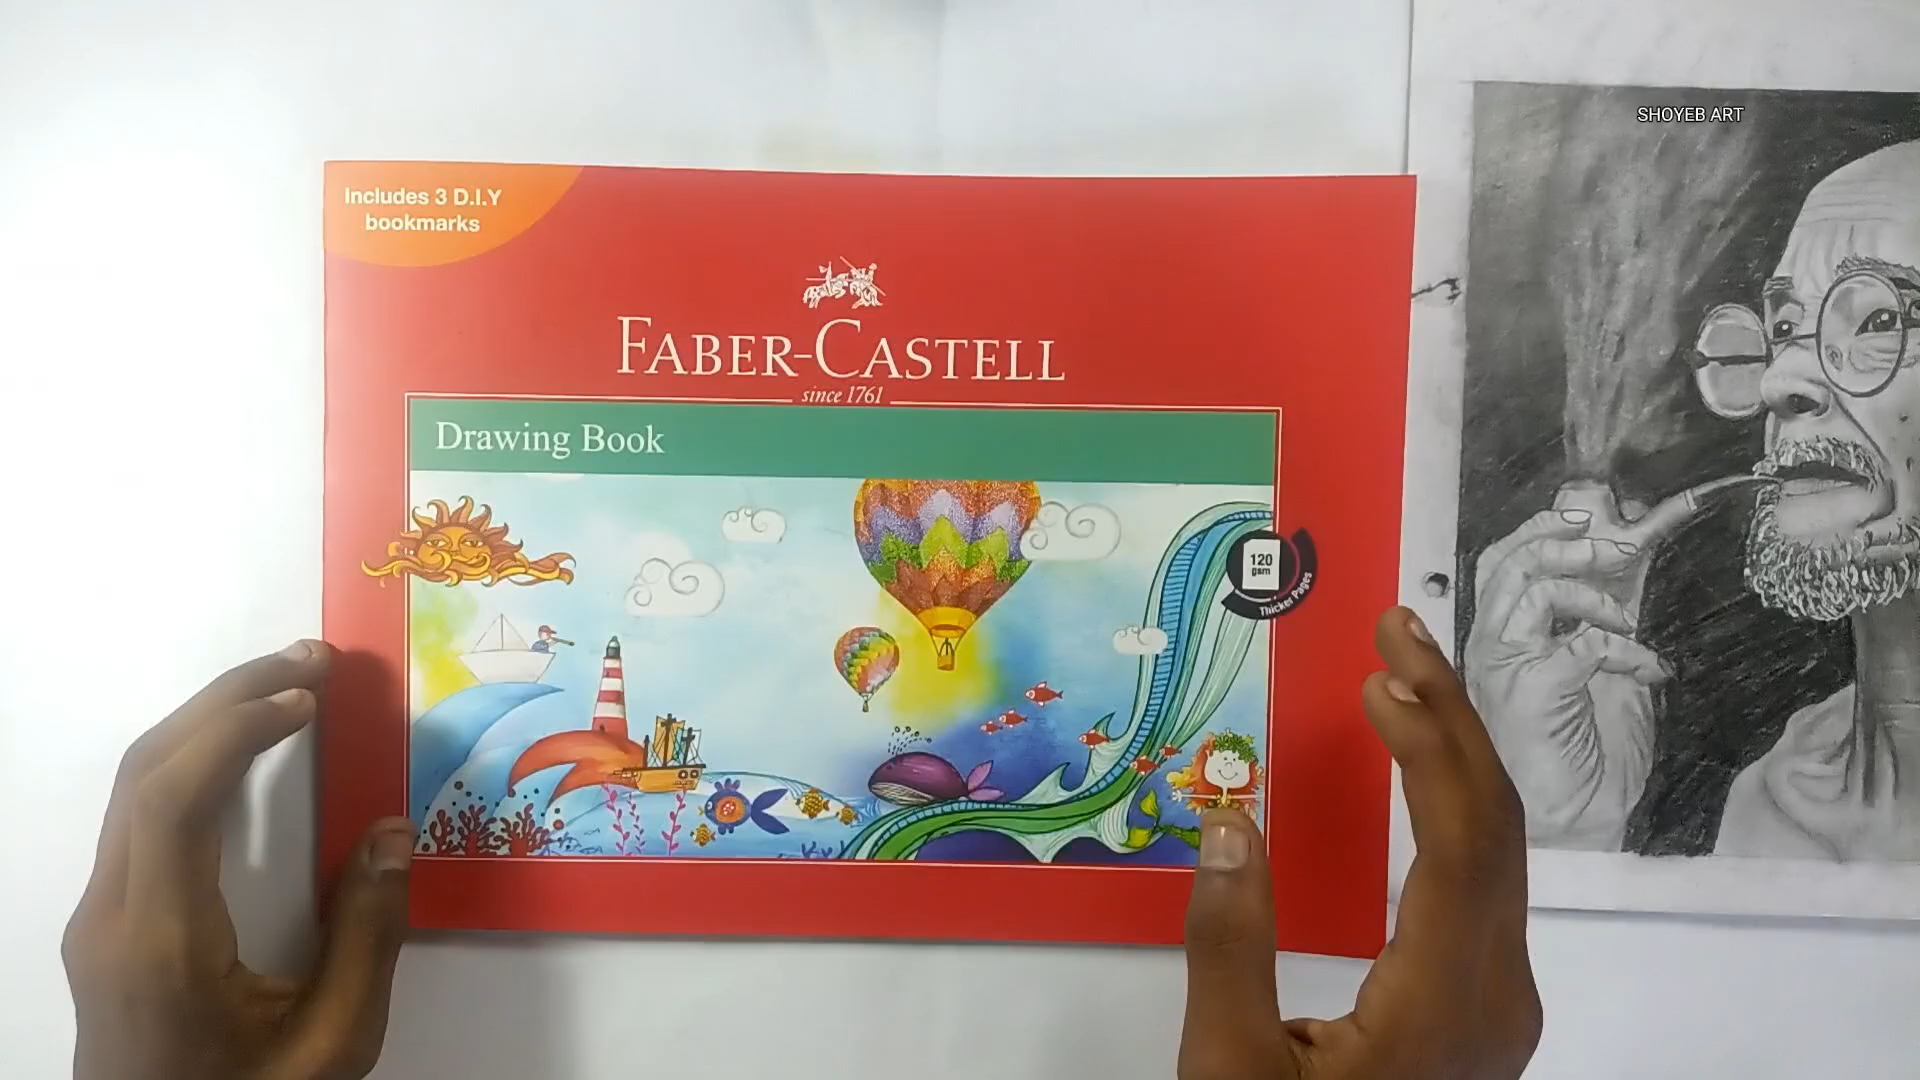 SHOYEB ART
Includes 3 D.I.Y
bookmarks
FABER-CASTELL
since 1761
Drawing Book
120
gsm
Thicker Pages